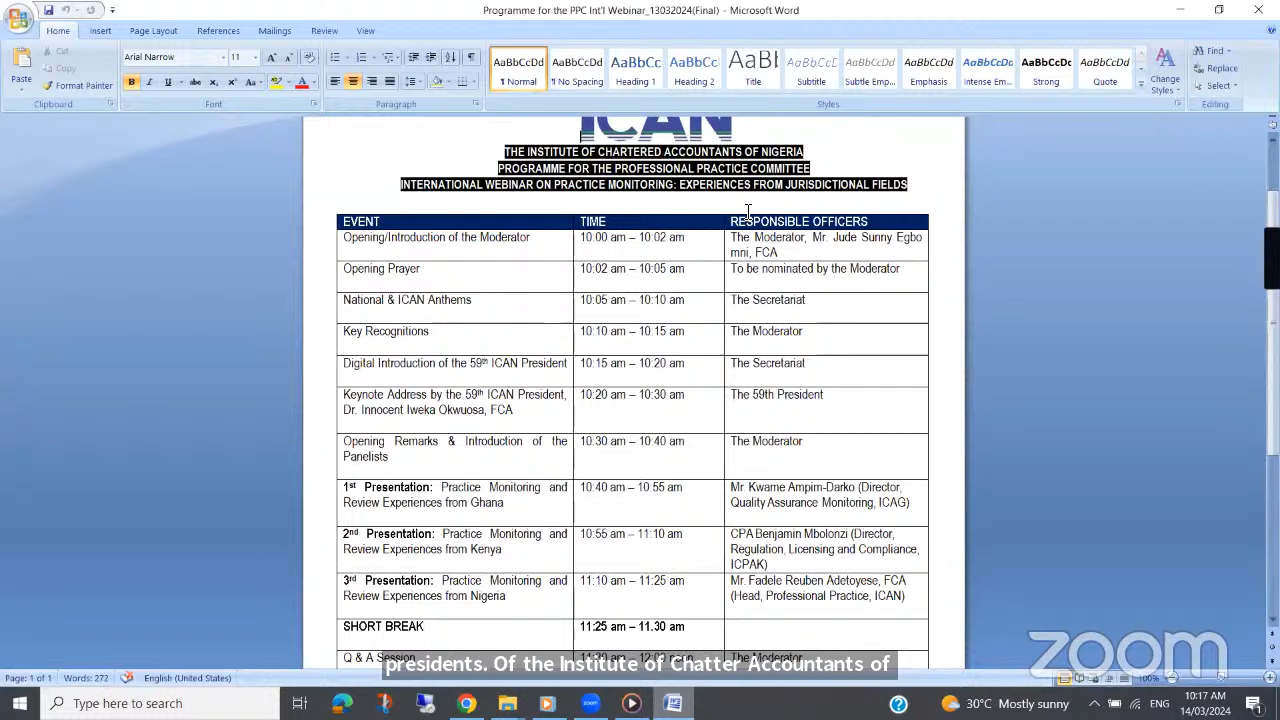 Programme for the PPC Int'l Webinar_13032024(Final) - Microsoft Word
Home Insert Page Layout References Mailings Review View
Cut
Copy
Format Painter
Paste
Clipboard
Arial Narrow 11
Font
Paragraph
AaBbCcDd AaBbCcDd AaBbCc AaBbCc AaBb AaBbCc AaBbCcDd AaBbCcDd AaBbCcDd AaBbCcDd AaBbCcDd
¶ Normal ¶ No Spacing Heading 1 Heading 2 Title Subtitle Subtle Emp... Emphasis Intense Em... Strong Quote
Styles
Change Styles
Find
Replace
Select
Editing
ICAN
THE INSTITUTE OF CHARTERED ACCOUNTANTS OF NIGERIA
PROGRAMME FOR THE PROFESSIONAL PRACTICE COMMITTEE
INTERNATIONAL WEBINAR ON PRACTICE MONITORING: EXPERIENCES FROM JURISDICTIONAL FIELDS
EVENT TIME RESPONSIBLE OFFICERS
Opening/Introduction of the Moderator 10:00 am – 10:02 am The Moderator, Mr. Jude Sunny Egbo
mni, FCA
Opening Prayer 10:02 am – 10:05 am To be nominated by the Moderator
National & ICAN Anthems 10:05 am – 10:10 am The Secretanat
Key Recognitions 10:10 am – 10:15 am The Moderator
Digital Introduction of the 59th ICAN President 10:15 am – 10:20 am The Secretariat
Keynote Address by the 59th ICAN President, 10:20 am – 10:30 am The 59th President
Dr. Innocent Iweka Okwuosa, FCA
Opening Remarks & Introduction of the 10:30 am – 10:40 am The Moderator
Panelists
1st Presentation: Practice Monitoring and 10.40 am – 10:55 am Mr. Kwame Ampim-Darko (Director,
Review Experiences from Ghana Quality Assurance Monitoring, ICAG)
2nd Presentation: Practice Monitoring and 10:55 am – 11:10 am CPA Benjamin Mbolonzi (Director,
Review Experiences from Kenya Regulation, Licensing and Compliance,
ICPAK)
3rd Presentation: Practice Monitoring and 11:10 am – 11:25 am Mr. Fadele Reuben Adetoyese, FCA
Review Experiences from Nigeria (Head, Professional Practice, ICAN)
SHORT BREAK 11:25 am – 11.30 am
Q & A Session The Moderator
presidents. Of the Institute of Chatter Accountants of
zoom
Page: 1 of 1 Words: 272 English (United States) 100%
Type here to search
30°C Mostly sunny
10:17 AM
14/03/2024